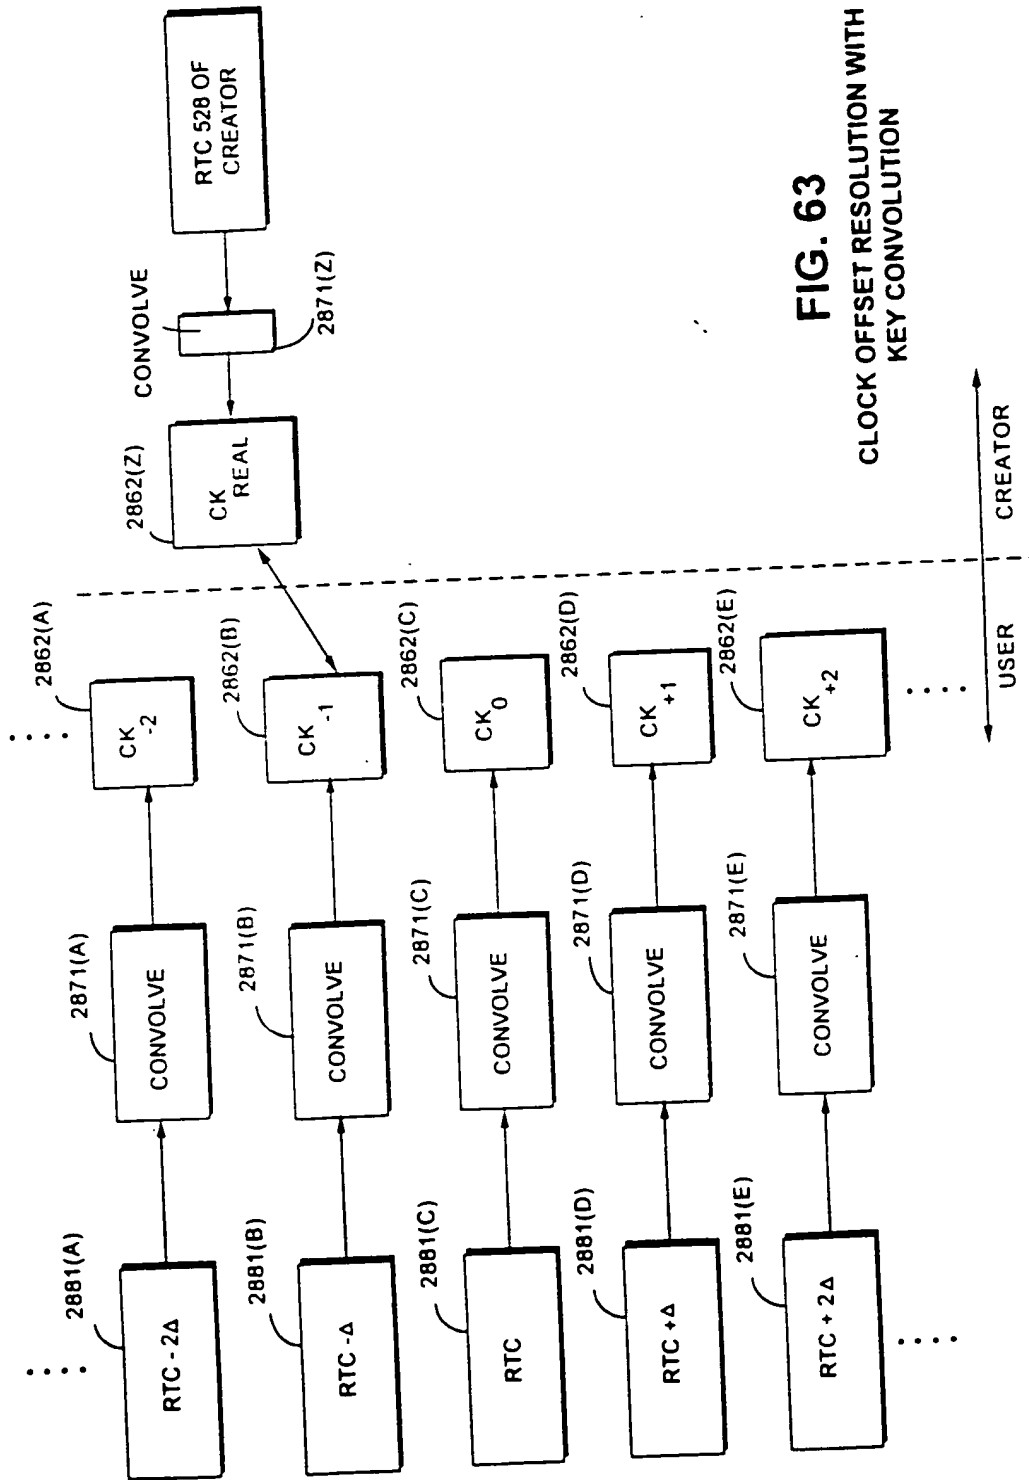 2881(A)
RTC - 2Δ
2871(A)
CONVOLVE
2862(A)
CK -2
2881(B)
RTC -Δ
2871(B)
CONVOLVE
2862(B)
CK -1
2881(C)
RTC
2871(C)
CONVOLVE
2862(C)
CK 0
2881(D)
RTC +Δ
2871(D)
CONVOLVE
2862(D)
CK +1
2881(E)
RTC + 2Δ
2871(E)
CONVOLVE
2862(E)
CK +2
2862(Z)
CK
REAL
CONVOLVE
2871(Z)
RTC 528 OF
CREATOR
USER
CREATOR
FIG. 63
CLOCK OFFSET RESOLUTION WITH
KEY CONVOLUTION